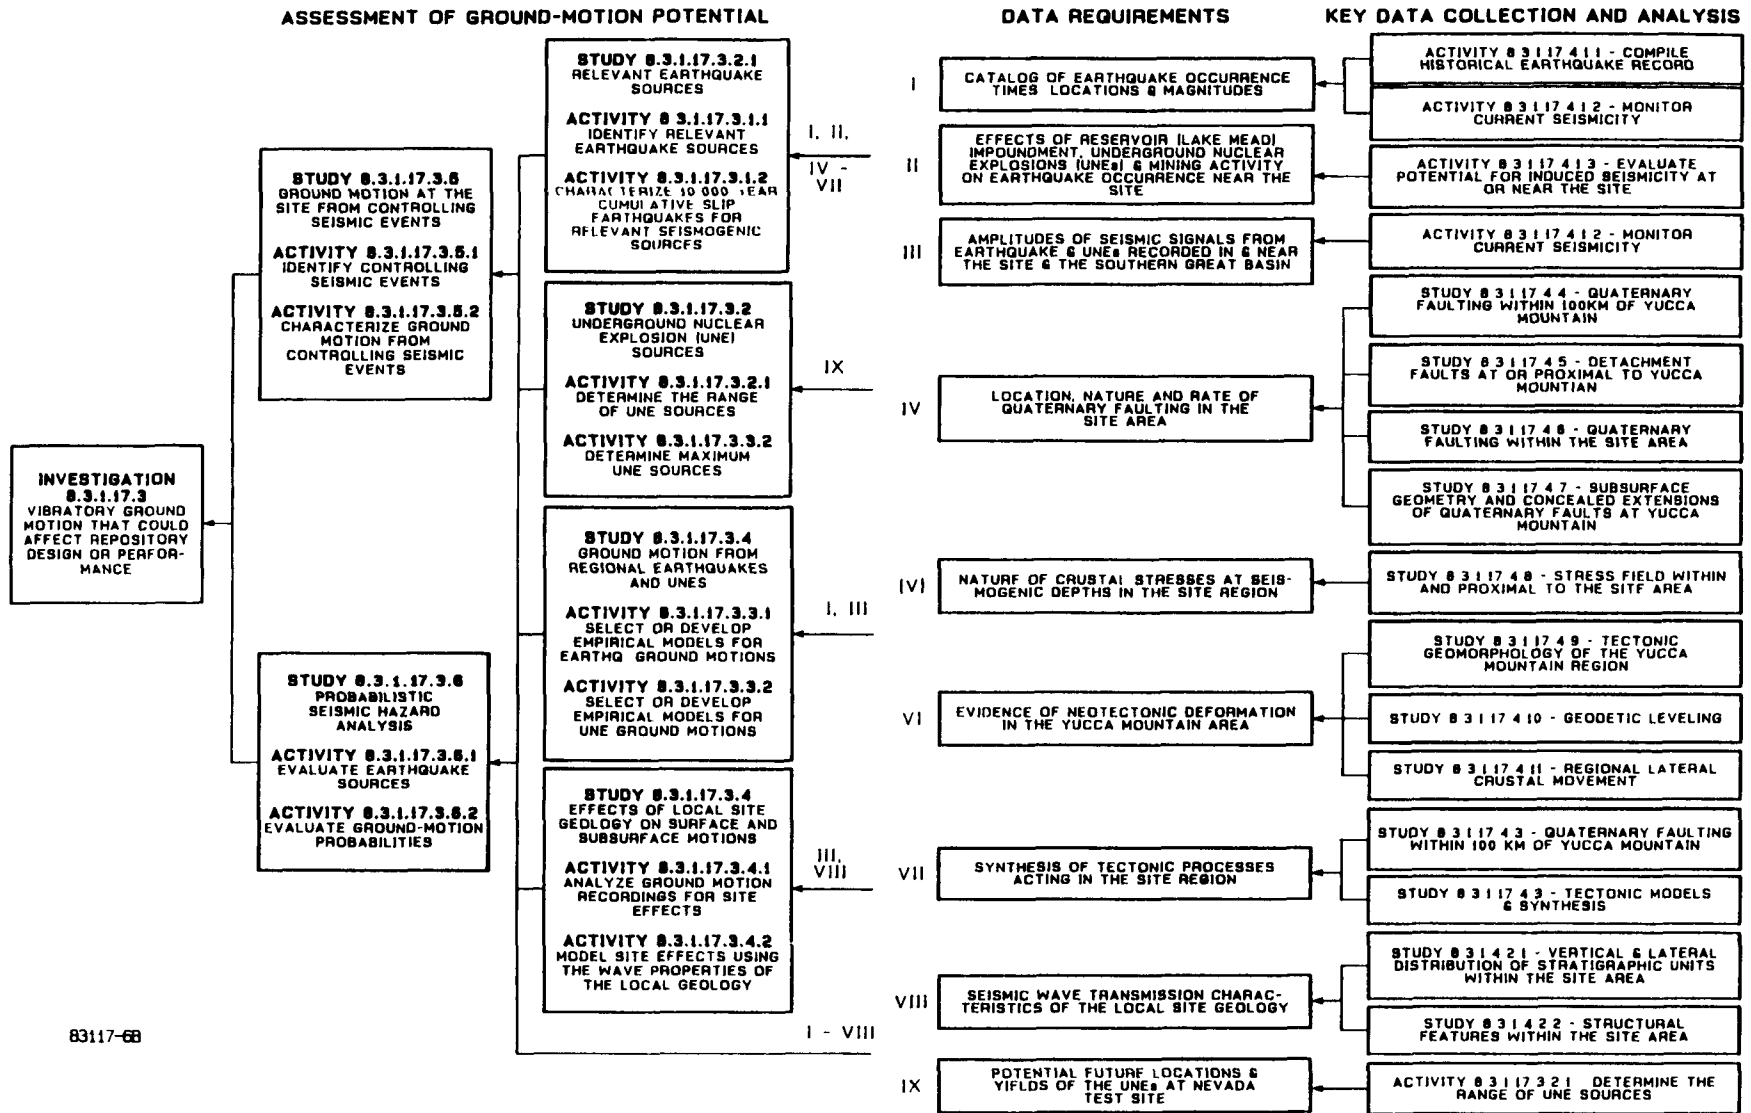 ASSESSMENT OF GROUND-MOTION POTENTIAL
DATA REQUIREMENTS
KEY DATA COLLECTION AND ANALYSIS
INVESTIGATION
8.3.1.17.3
VIBRATORY GROUND
MOTION THAT COULD
AFFECT REPOSITORY
DESIGN OR PERFOR-
MANCE
STUDY 8.3.1.17.3.5
GROUND MOTION AT THE
SITE FROM CONTROLLING
SEISMIC EVENTS
ACTIVITY 8.3.1.17.3.5.1
IDENTIFY CONTROLLING
SEISMIC EVENTS
ACTIVITY 8.3.1.17.3.5.2
CHARACTERIZE GROUND
MOTION FROM
CONTROLLING SEISMIC
EVENTS
STUDY 8.3.1.17.3.6
PROBABILISTIC
SEISMIC HAZARD
ANALYSIS
ACTIVITY 8.3.1.17.3.6.1
EVALUATE EARTHQUAKE
SOURCES
ACTIVITY 8.3.1.17.3.6.2
EVALUATE GROUND-MOTION
PROBABILITIES
STUDY 8.3.1.17.3.2.1
RELEVANT EARTHQUAKE
SOURCES
ACTIVITY 8 3.1.17.3.1.1
IDENTIFY RELEVANT
EARTHQUAKE SOURCES
ACTIVITY 8.3.1.17.3.1.2
CHARACTERIZE 10 000 YEAR
CUMULATIVE SLIP
EARTHQUAKES FOR
RELEVANT SEISMOGENIC
SOURCES
I, II,
IV -
VII
STUDY 8.3.1.17.3.2
UNDERGROUND NUCLEAR
EXPLOSION (UNE)
SOURCES
ACTIVITY 8.3.1.17.3.2.1
DETERMINE THE RANGE
OF UNE SOURCES
ACTIVITY 8.3.1.17.3.3.2
DETERMINE MAXIMUM
UNE SOURCES
IX
STUDY 8.3.1.17.3.4
GROUND MOTION FROM
REGIONAL EARTHQUAKES
AND UNES
ACTIVITY 8.3.1.17.3.3.1
SELECT OR DEVELOP
EMPIRICAL MODELS FOR
EARTHQ GROUND MOTIONS
ACTIVITY 8.3.1.17.3.3.2
SELECT OR DEVELOP
EMPIRICAL MODELS FOR
UNE GROUND MOTIONS
I, III
STUDY 8.3.1.17.3.4
EFFECTS OF LOCAL SITE
GEOLOGY ON SURFACE AND
SUBSURFACE MOTIONS
ACTIVITY 8.3.1.17.3.4.1
ANALYZE GROUND MOTION
RECORDINGS FOR SITE
EFFECTS
ACTIVITY 8.3.1.17.3.4.2
MODEL SITE EFFECTS USING
THE WAVE PROPERTIES OF
THE LOCAL GEOLOGY
III,
VIII
I - VIII
I
CATALOG OF EARTHQUAKE OCCURRENCE
TIMES LOCATIONS & MAGNITUDES
II
EFFECTS OF RESERVOIR (LAKE MEAD)
IMPOUNDMENT, UNDERGROUND NUCLEAR
EXPLOSIONS (UNEs) & MINING ACTIVITY
ON EARTHQUAKE OCCURRENCE NEAR THE
SITE
III
AMPLITUDES OF SEISMIC SIGNALS FROM
EARTHQUAKE & UNEs RECORDED IN & NEAR
THE SITE & THE SOUTHERN GREAT BASIN
IV
LOCATION, NATURE AND RATE OF
QUATERNARY FAULTING IN THE
SITE AREA
IVI
NATURE OF CRUSTAL STRESSES AT SEIS-
MOGENIC DEPTHS IN THE SITE REGION
VI
EVIDENCE OF NEOTECTONIC DEFORMATION
IN THE YUCCA MOUNTAIN AREA
VII
SYNTHESIS OF TECTONIC PROCESSES
ACTING IN THE SITE REGION
VIII
SEISMIC WAVE TRANSMISSION CHARAC-
TERISTICS OF THE LOCAL SITE GEOLOGY
IX
POTENTIAL FUTURE LOCATIONS &
YIELDS OF THE UNEs AT NEVADA
TEST SITE
ACTIVITY 8 3 1 17 4 1 1 - COMPILE
HISTORICAL EARTHQUAKE RECORD
ACTIVITY 8 3 1 17 4 1 2 - MONITOR
CURRENT SEISMICITY
ACTIVITY 8 3 1 17 4 1 3 - EVALUATE
POTENTIAL FOR INDUCED SEISMICITY AT
OR NEAR THE SITE
ACTIVITY 8 3 1 17 4 1 2 - MONITOR
CURRENT SEISMICITY
STUDY 8 3 1 17 4 4 - QUATERNARY
FAULTING WITHIN 100KM OF YUCCA
MOUNTAIN
STUDY 8 3 1 17 4 5 - DETACHMENT
FAULTS AT OR PROXIMAL TO YUCCA
MOUNTIAN
STUDY 8 3 1 17 4 6 - QUATERNARY
FAULTING WITHIN THE SITE AREA
STUDY 8 3 1 17 4 7 - SUBSURFACE
GEOMETRY AND CONCEALED EXTENSIONS
OF QUATERNARY FAULTS AT YUCCA
MOUNTAIN
STUDY 8 3 1 17 4 8 - STRESS FIELD WITHIN
AND PROXIMAL TO THE SITE AREA
STUDY 8 3 1 17 4 9 - TECTONIC
GEOMORPHOLOGY OF THE YUCCA
MOUNTAIN REGION
STUDY 8 3 1 17 4 10 - GEODETIC LEVELING
STUDY 8 3 1 17 4 11 - REGIONAL LATERAL
CRUSTAL MOVEMENT
STUDY 8 3 1 17 4 3 - QUATERNARY FAULTING
WITHIN 100 KM OF YUCCA MOUNTAIN
STUDY 8 3 1 17 4 3 - TECTONIC MODELS
& SYNTHESIS
STUDY 8 3 1 4 2 1 - VERTICAL & LATERAL
DISTRIBUTION OF STRATIGRAPHIC UNITS
WITHIN THE SITE AREA
STUDY 8 3 1 4 2 2 - STRUCTURAL
FEATURES WITHIN THE SITE AREA
ACTIVITY 8 3 1 17 3 2 1 DETERMINE THE
RANGE OF UNE SOURCES
83117-6B